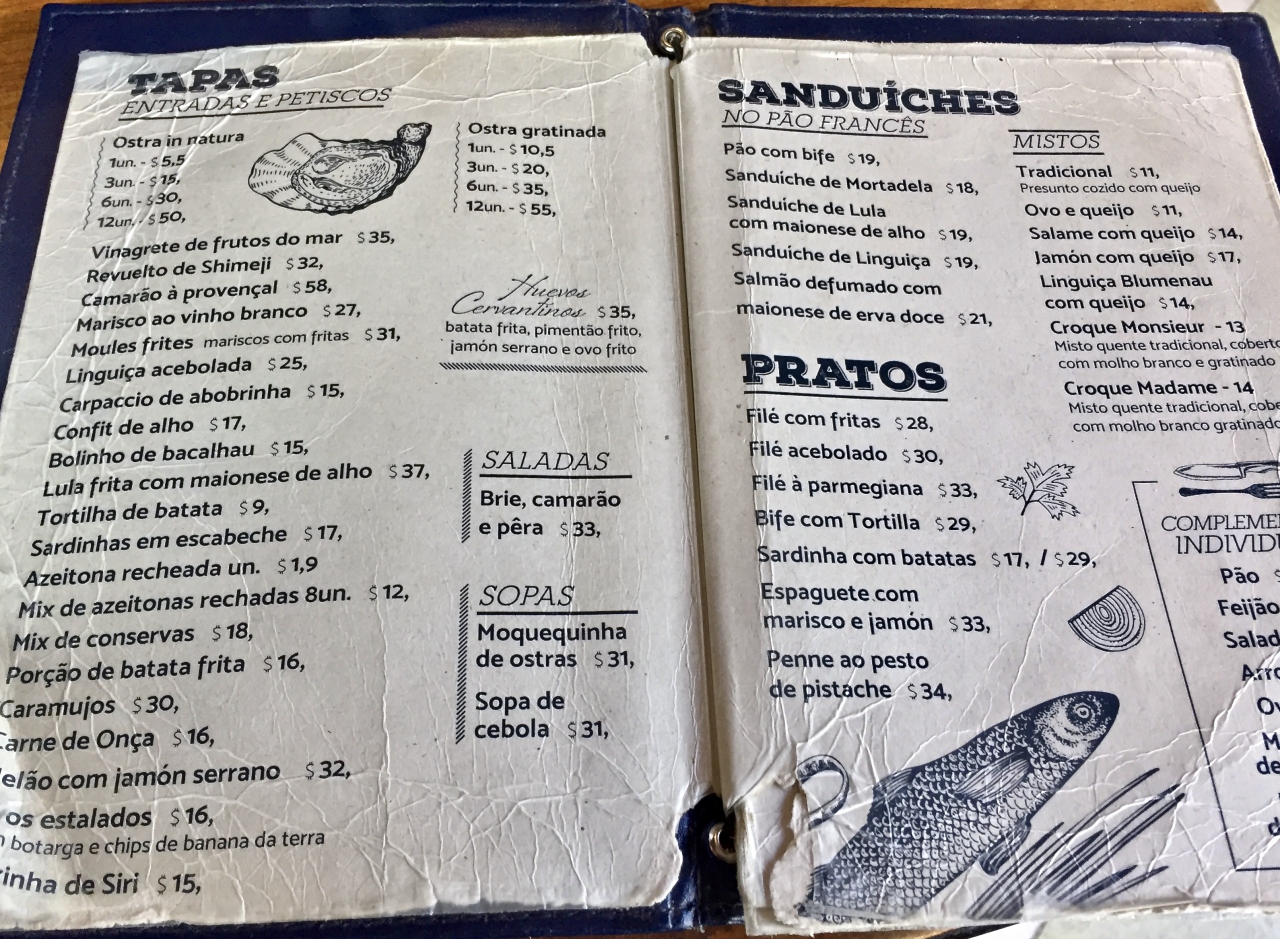 TAPAS
ENTRADAS E PETISCOS
Ostra in natura
1un. - $ 5,5
3un. - $ 15,
6un. - $30,
12un. - $ 50,
Ostra gratinada
1un. - $ 10,5
3un. - $ 20,
6un. - $ 35,
12un. - $ 55,
Vinagrete de frutos do mar $ 35,
Revuelto de Shimeji $ 32,
Camarão à provençal $ 58,
Marisco ao vinho branco $ 27,
Moules frites mariscos com fritas $ 31,
Linguiça acebolada $ 25,
Carpaccio de abobrinha $ 15,
Confit de alho $ 17,
Bolinho de bacalhau $ 15,
Lula frita com maionese de alho $ 37,
Tortilha de batata $ 9,
Sardinhas em escabeche $ 17,
Azeitona recheada un. $ 1,9
Mix de azeitonas rechadas 8un. $ 12,
Mix de conservas $ 18,
Porção de batata frita $ 16,
Caramujos $ 30,
Carne de Onça $ 16,
elão com jamón serrano $ 32,
os estalados $ 16,
botarga e chips de banana da terra
inha de Siri $ 15,
Huevos
Cervantinos $ 35,
batata frita, pimentão frito,
jamón serrano e ovo frito
SALADAS
Brie, camarão
e pêra $ 33,
SOPAS
Moquequinha
de ostras $ 31,
Sopa de
cebola $ 31,
SANDUÍCHES
NO PÃO FRANCÊS
Pão com bife $ 19,
Sanduíche de Mortadela $ 18,
Sanduíche de Lula
com maionese de alho $ 19,
Sanduíche de Linguiça $ 19,
Salmão defumado com
maionese de erva doce $ 21,
MISTOS
Tradicional $ 11,
Presunto cozido com queijo
Ovo e queijo $ 11,
Salame com queijo $ 14,
Jamón com queijo $ 17,
Linguiça Blumenau
com queijo $ 14,
Croque Monsieur - 13
Misto quente tradicional, coberto
com molho branco e gratinado
Croque Madame - 14
Misto quente tradicional, cobe
com molho branco gratinado
PRATOS
Filé com fritas $ 28,
Filé acebolado $ 30,
Filé à parmegiana $ 33,
Bife com Tortilla $ 29,
Sardinha com batatas $ 17, / $ 29,
Espaguete com
marisco e jamón $ 33,
Penne ao pesto
de pistache $ 34,
COMPLEME
INDIVIDU
Pão $
Feijão
Salad
Arro
Ov
M
de
d